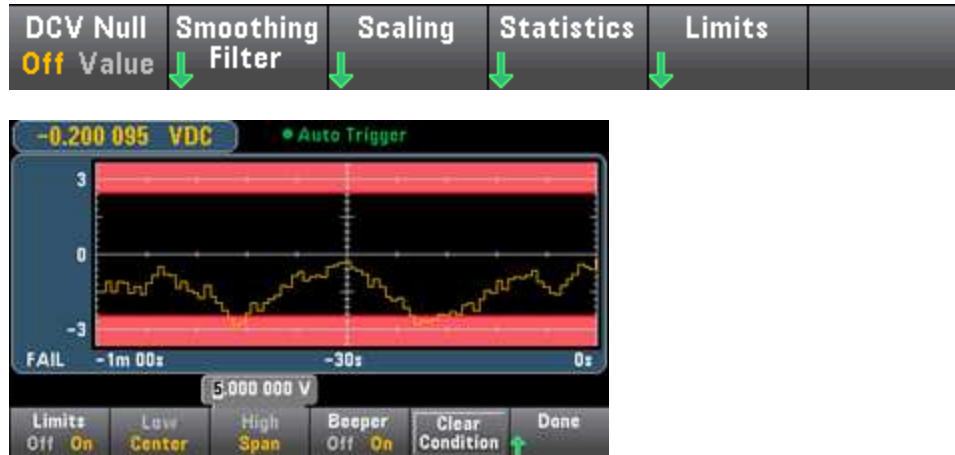 DCV Null Smoothing Scaling Statistics Limits
Off Value Filter
-0.200 095 VDC Auto Trigger
3
0
-3
FAIL -1m 00s -30s 0s
5.000 000 V
Limits Low High Beeper Clear Done
Off On Center Span Off On Condition